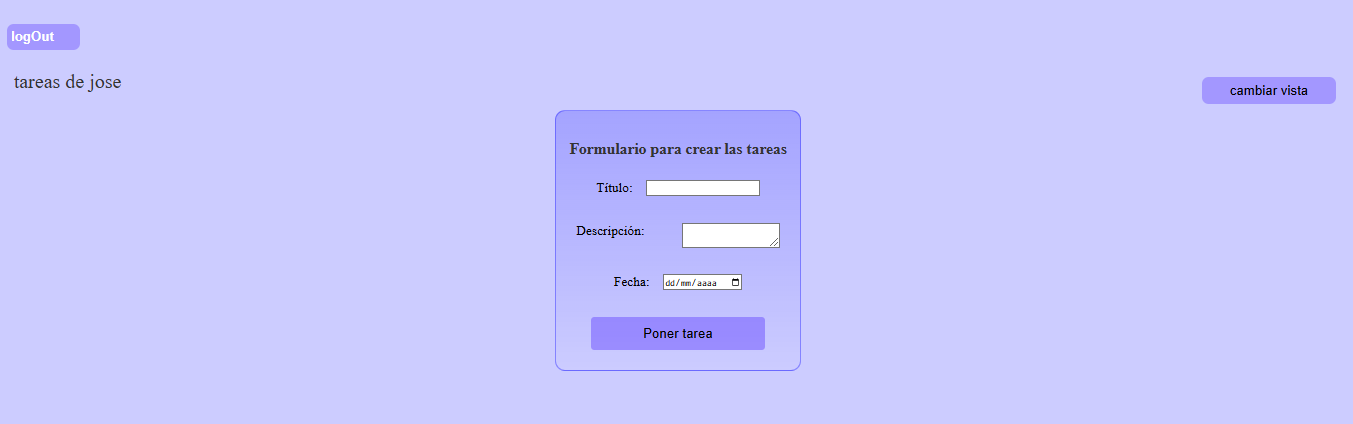 logOut
tareas de jose
cambiar vista
Formulario para crear las tareas
Título:
Descripción:
Fecha: dd/mm/aaaa
Poner tarea